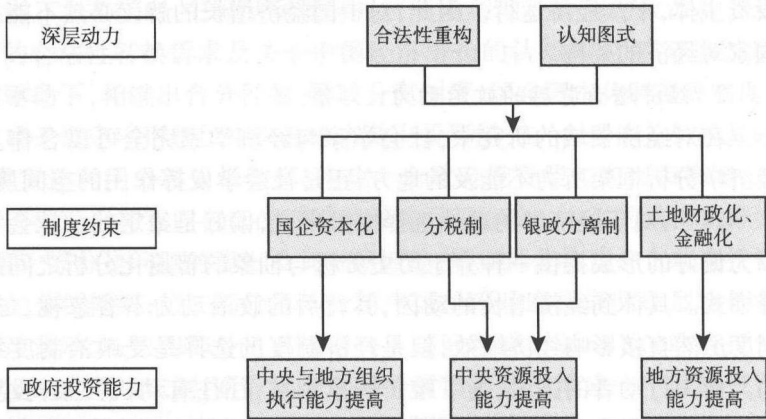 深层动力
合法性重构
认知图式
制度约束
国企资本化
分税制
银政分离制
土地财政化、
金融化
政府投资能力
中央与地方组织
执行能力提高
中央资源投入
能力提高
地方资源投入
能力提高